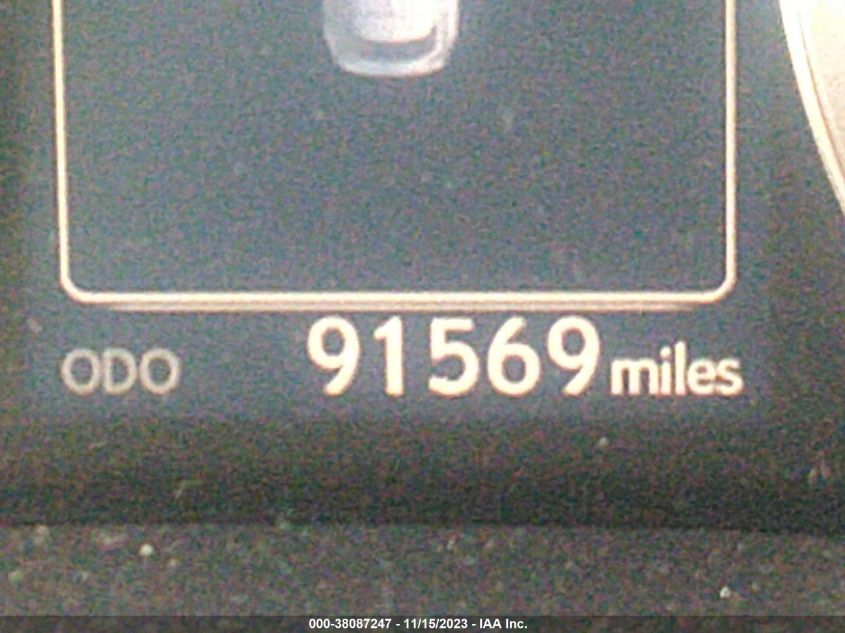 ODO 91569 miles
000-38087247 - 11/15/2023 - IAA Inc.